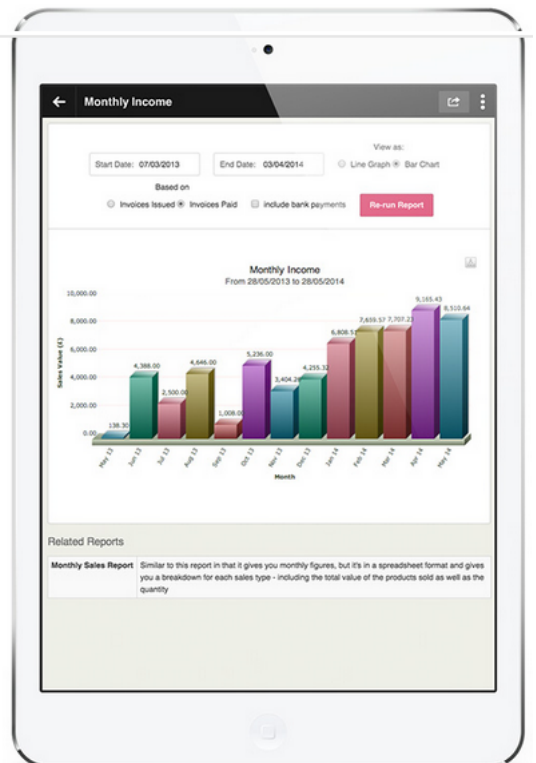 Monthly Income
View as:
Start Date: 07/03/2013 End Date: 03/04/2014 Line Graph Bar Chart
Based on
Invoices Issued Invoices Paid include bank payments Re-run Report
Monthly Income
From 28/05/2013 to 28/05/2014
10,000.00
8,000.00
6,000.00
4,000.00
2,000.00
0.00
Sales Value (£)
138.30
4,388.00
2,500.00
4,646.00
1,008.00
5,236.00
3,404.26
4,255.32
6,808.51
7,659.57
7,707.23
9,165.43
8,510.64
May 13
Jun 13
Jul 13
Aug 13
Sep 13
Oct 13
Nov 13
Dec 13
Jan 14
Feb 14
Mar 14
Apr 14
May 14
Month
Related Reports
Monthly Sales Report Similar to this report in that it gives you monthly figures, but it's in a spreadsheet format and gives
you a breakdown for each sales type - including the total value of the products sold as well as the
quantity